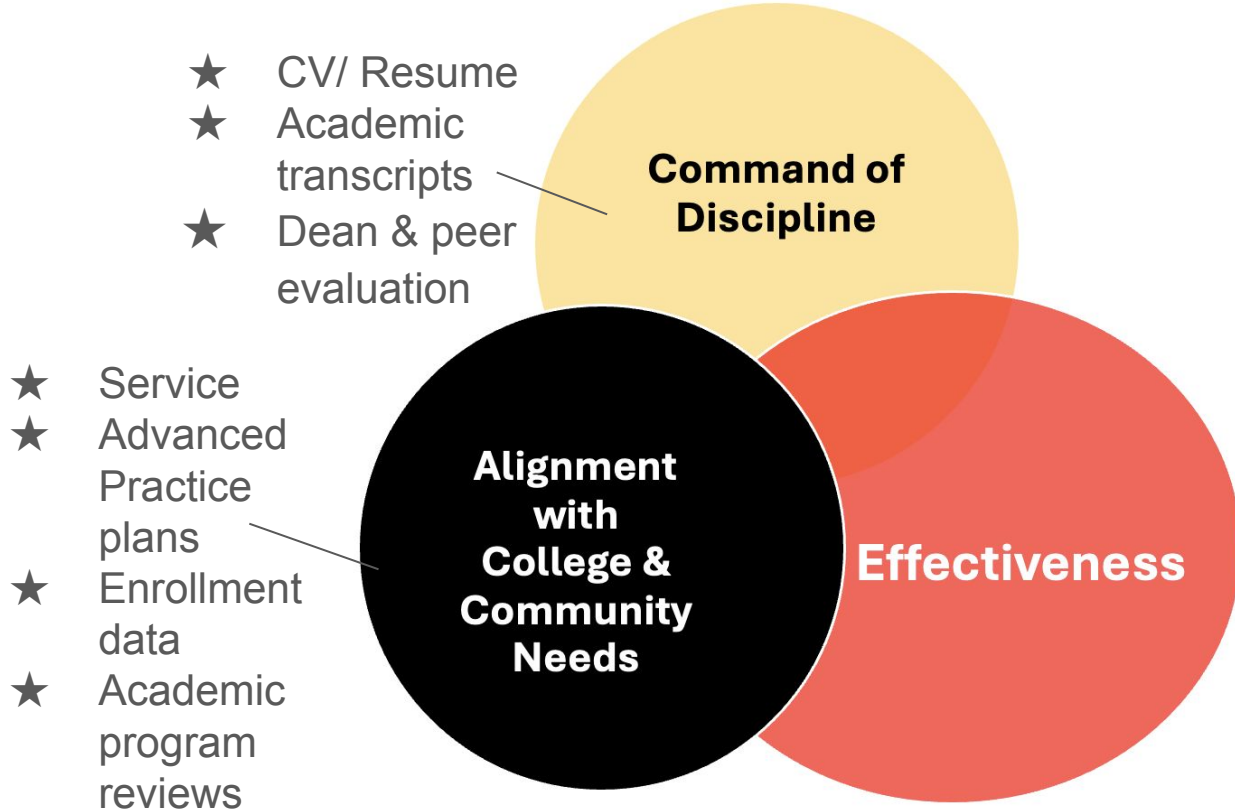 ★ CV/ Resume
★ Academic
transcripts
★ Dean & peer
evaluation
Command of
Discipline
★ Service
★ Advanced
Practice
plans
★ Enrollment
data
★ Academic
program
reviews
Alignment
with
College &
Community
Needs
Effectiveness